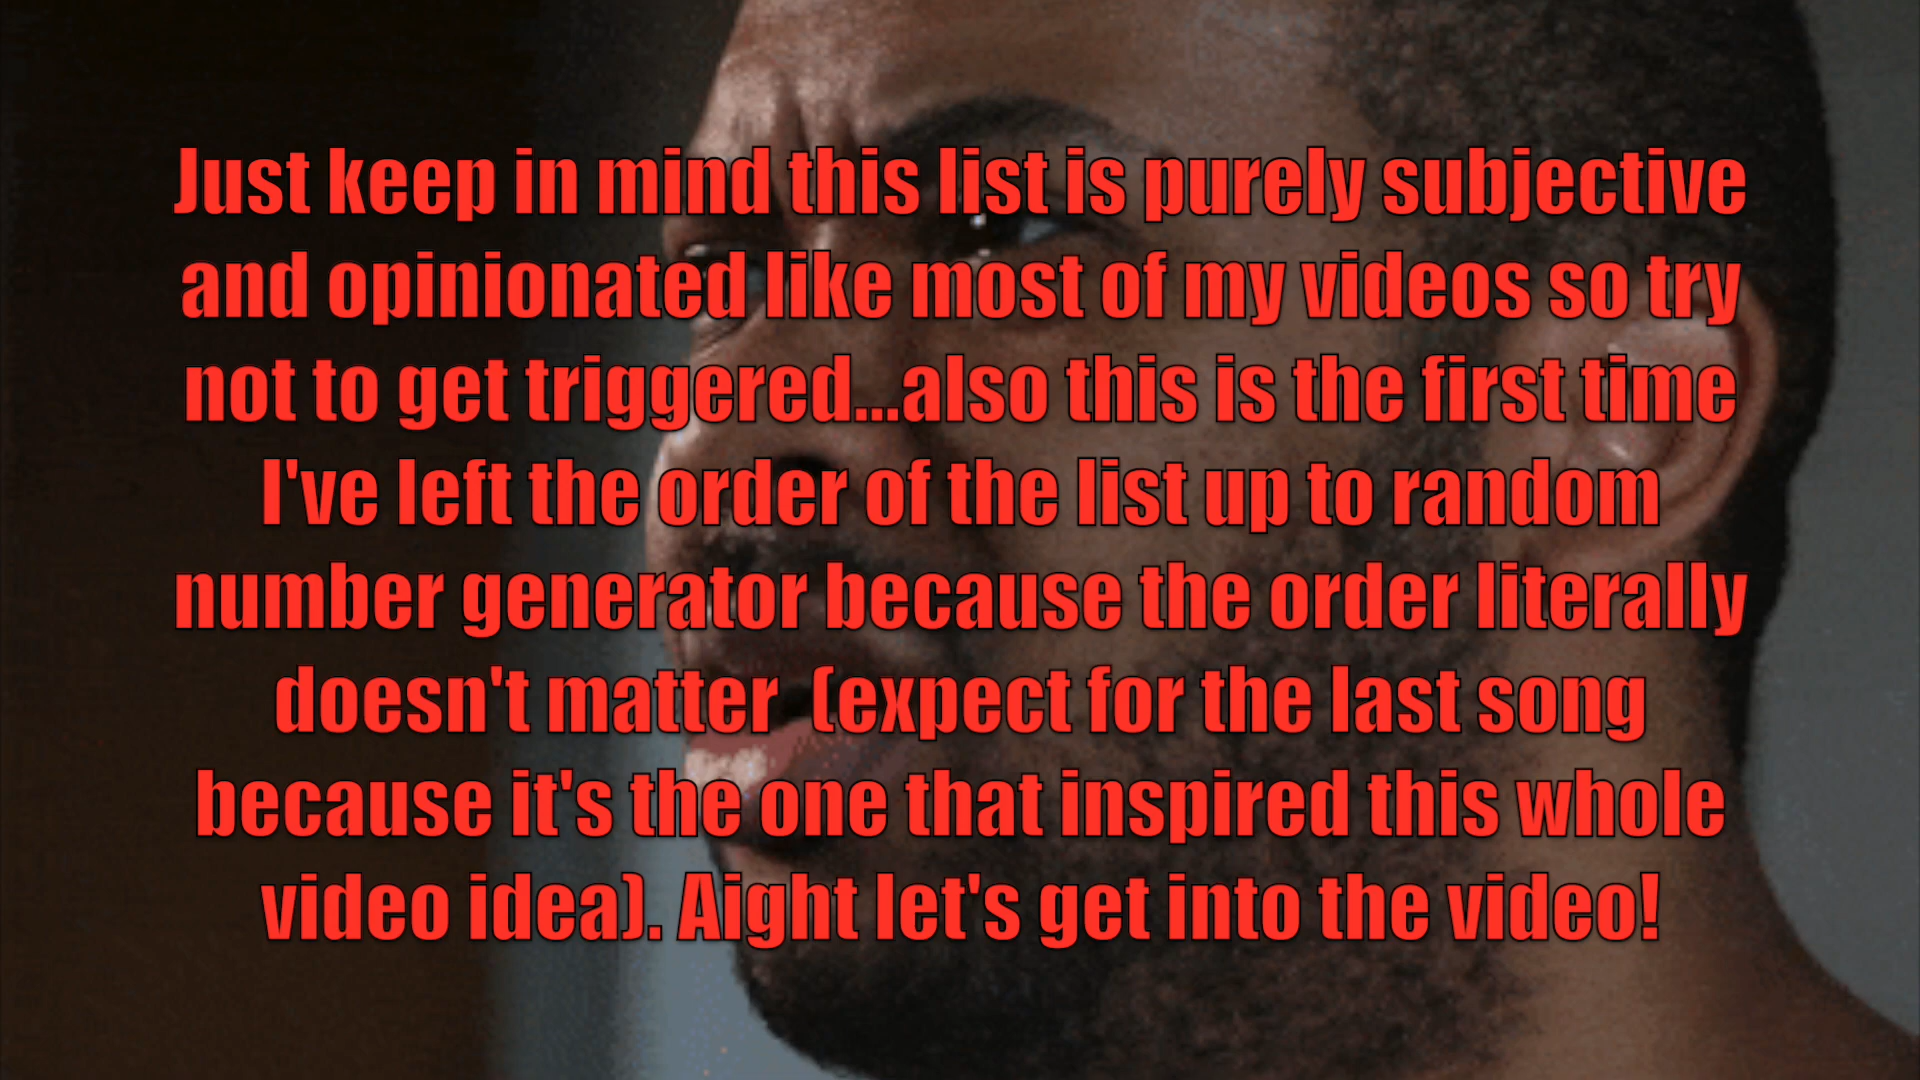 Just keep in mind this list is purely subjective
and opinionated like most of my videos so try
not to get triggered...also this is the first time
I've left the order of the list up to random
number generator because the order literally
doesn't matter  (expect for the last song
because it's the one that inspired this whole
video idea). Aight let's get into the video!